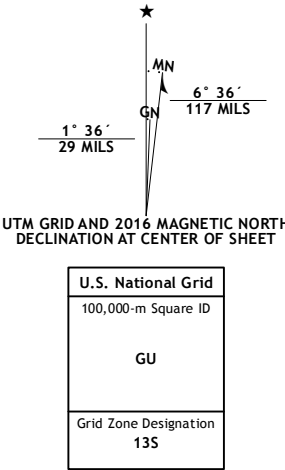 ★
MN
6° 36´
117 MILS
GN
1° 36´
29 MILS
UTM GRID AND 2016 MAGNETIC NORTH
DECLINATION AT CENTER OF SHEET
U.S. National Grid
100,000-m Square ID
GU
Grid Zone Designation
13S